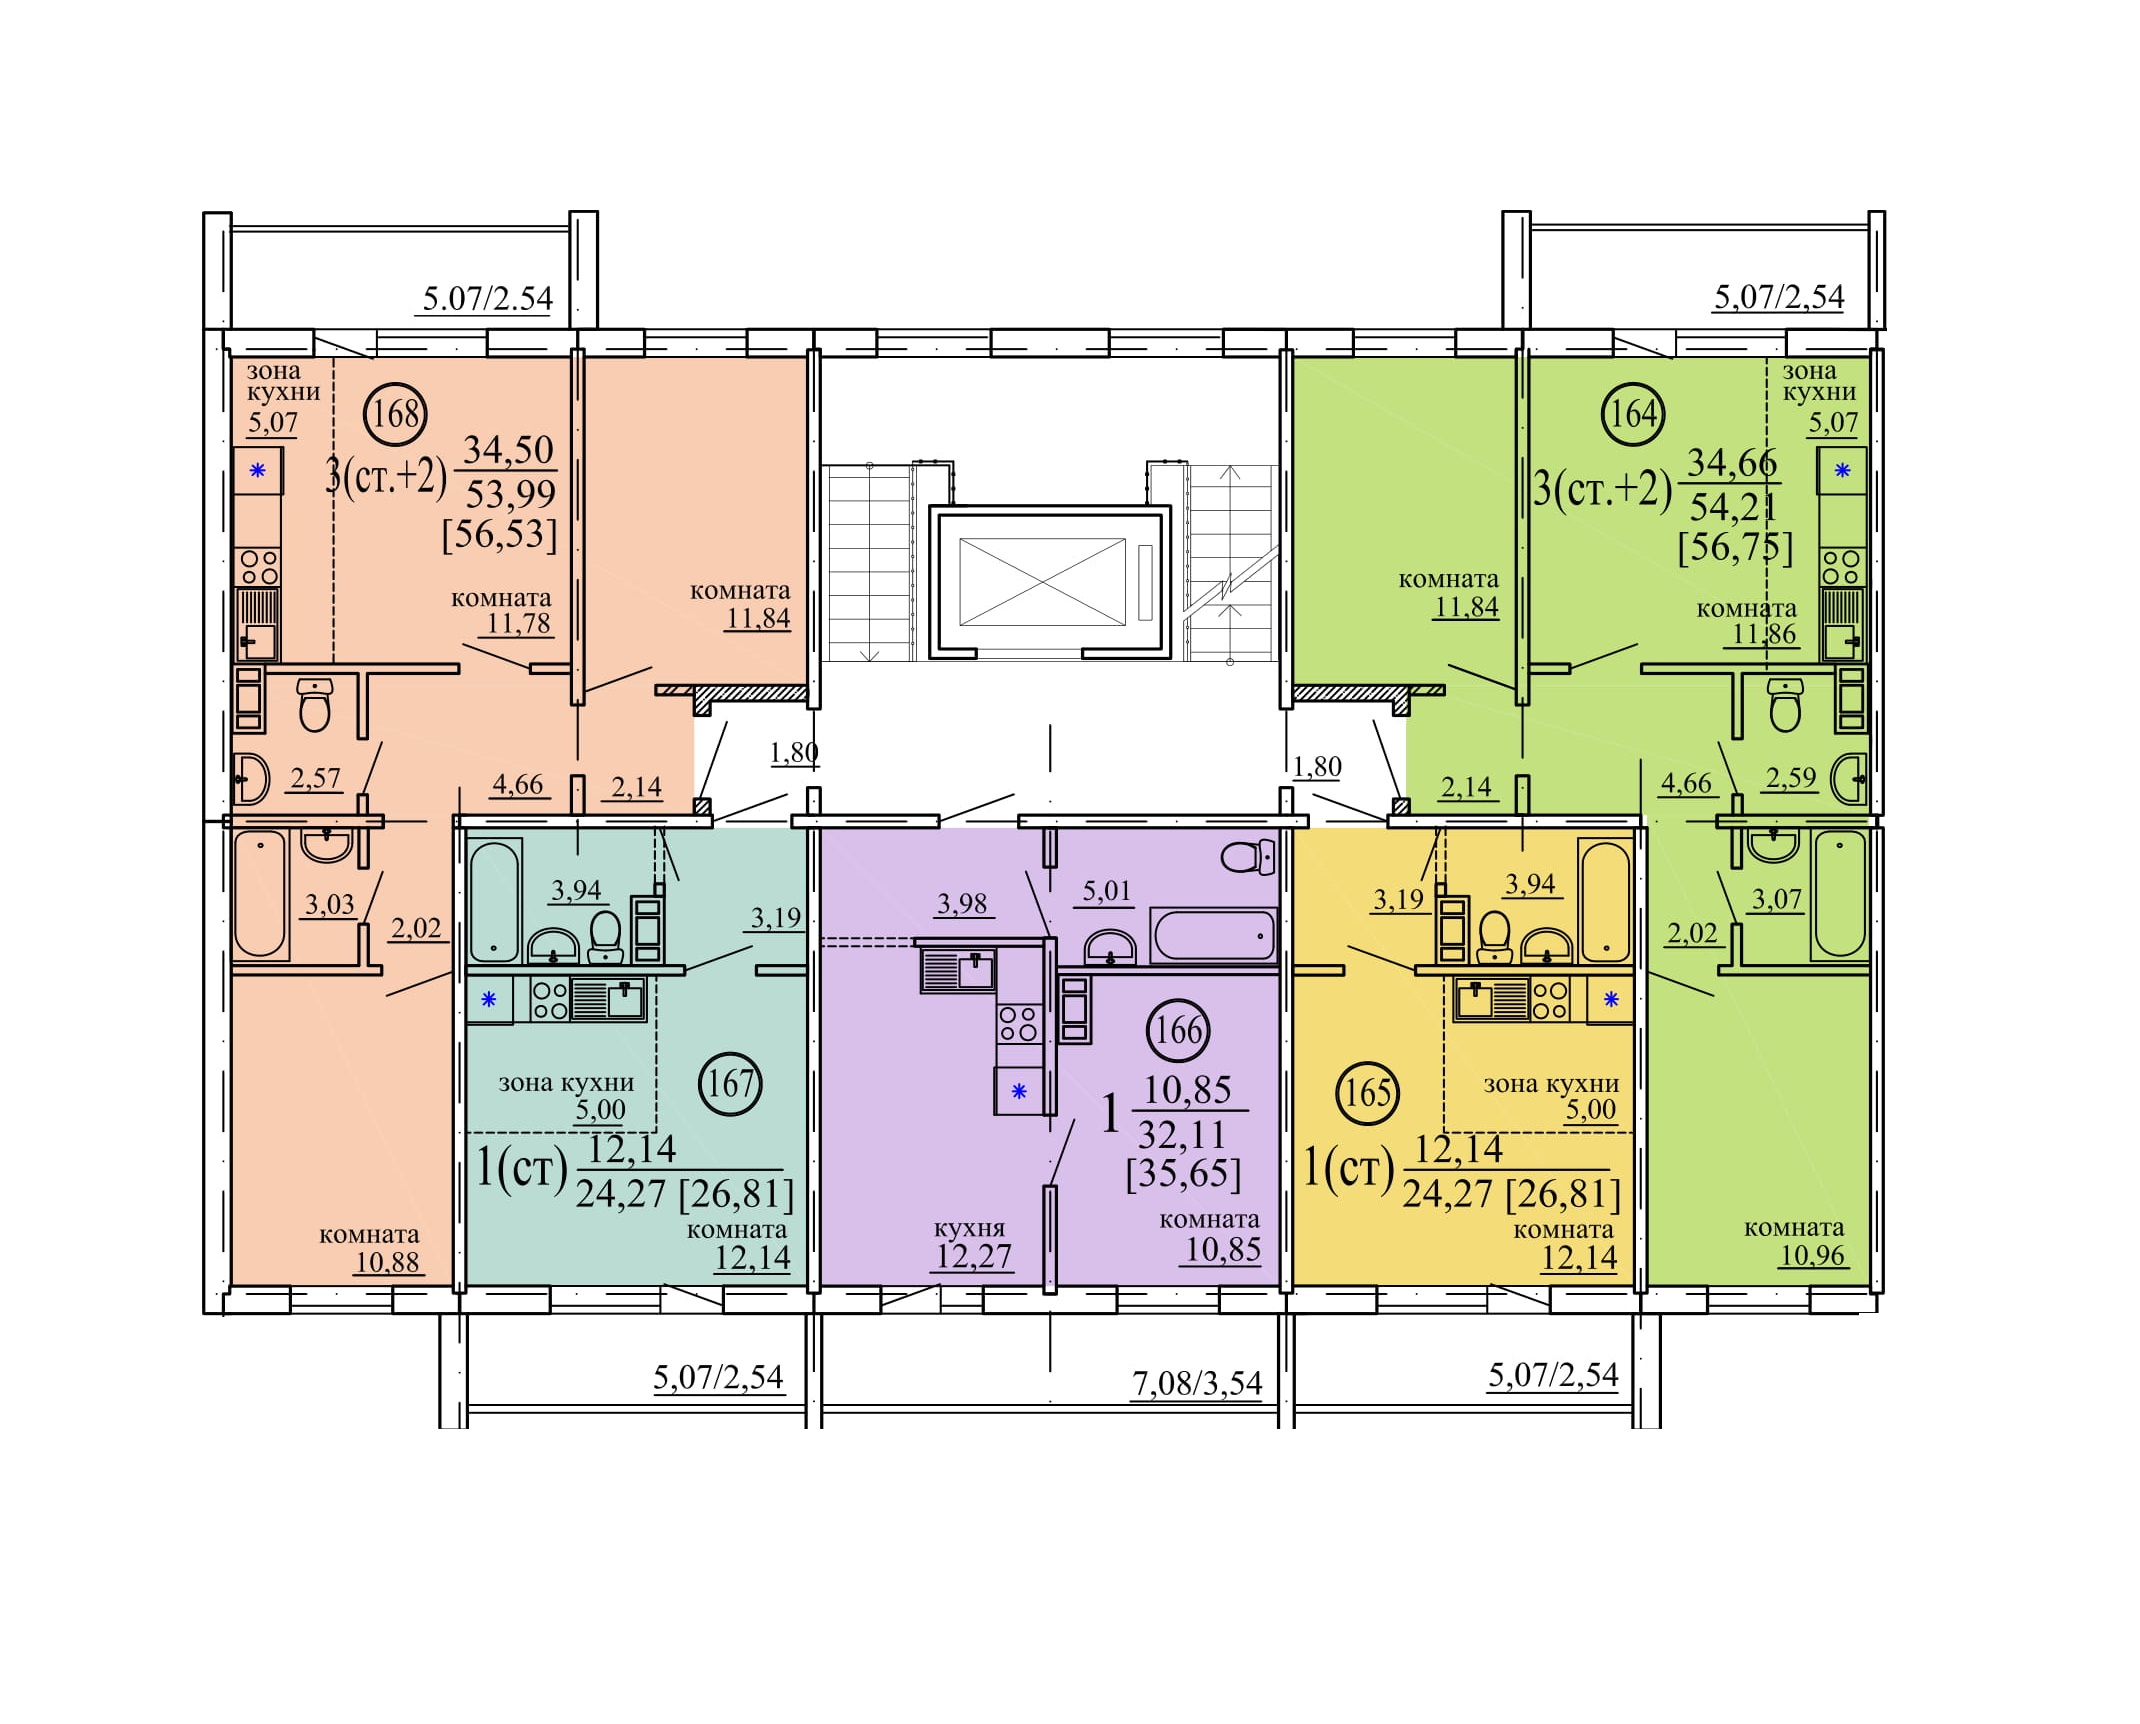 5.07/2.54
5,07/2,54
зона
кухни
5,07
168
3(ст.+2)
34,50
53,99
[56,53]
комната
11,78
комната
11,84
164
3(ст.+2)
34,66
54,21
[56,75]
зона
кухни
5,07
комната
11,84
комната
11,86
2,57
4,66
2,14
1,80
1,80
2,14
4,66
2,59
3,03
2,02
3,94
3,19
3,98
5,01
3,19
3,94
2,02
3,07
зона кухни
5,00
167
1(ст)
12,14
24,27 [26,81]
комната
12,14
166
1
10,85
32,11
[35,65]
кухня
12,27
комната
10,85
165
зона кухни
5,00
1(ст)
12,14
24,27 [26,81]
комната
12,14
комната
10,88
комната
10,96
5,07/2,54
7,08/3,54
5,07/2,54